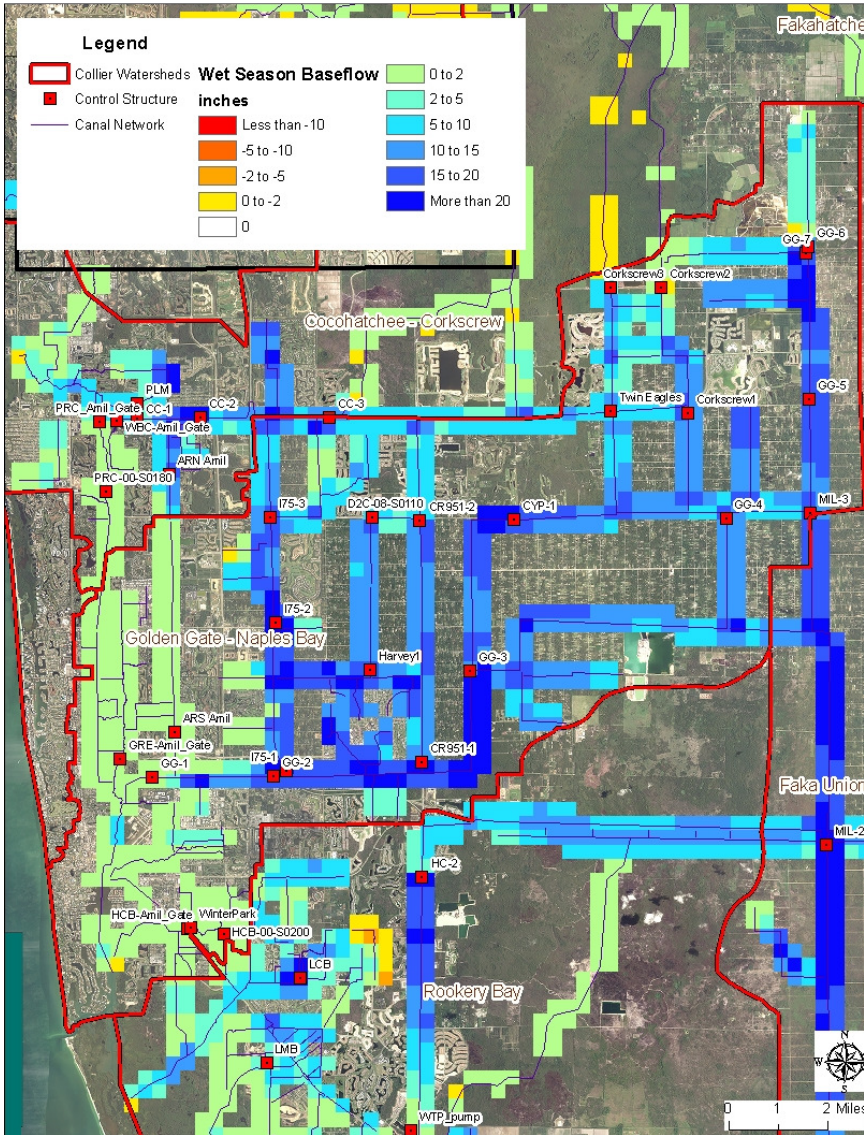 Fakahatche
Legend
Collier Watersheds
Control Structure
Canal Network
Wet Season Baseflow
inches
Less than -10
-5 to -10
-2 to -5
0 to -2
0
0 to 2
2 to 5
5 to 10
10 to 15
15 to 20
More than 20
GG-6
GG-7
Corkscrew3
Corkscrew2
Cocohatchee - Corkscrew
PLM
PRC_Amil_Gate
CC-1
CC-2
CC-3
Twin Eagles
Corkscrew1
GG-5
WBC-Amil_Gate
ARN Amil
PRC-00-S0180
I75-3
D2C-08-S0110
CR951-2
CYP-1
GG-4
MIL-3
I75-2
Golden Gate - Naples Bay
Harvey1
GG-3
ARS Amil
GRE-Amil_Gate
GG-1
I75-1
GG-2
CR951-1
Faka Union
MIL-2
HC-2
HCB-Amil_Gate
WinterPark
HCB-00-S0200
LCB
Rookery Bay
LMB
WTP_pump
N
W
E
S
0 1 2 Miles